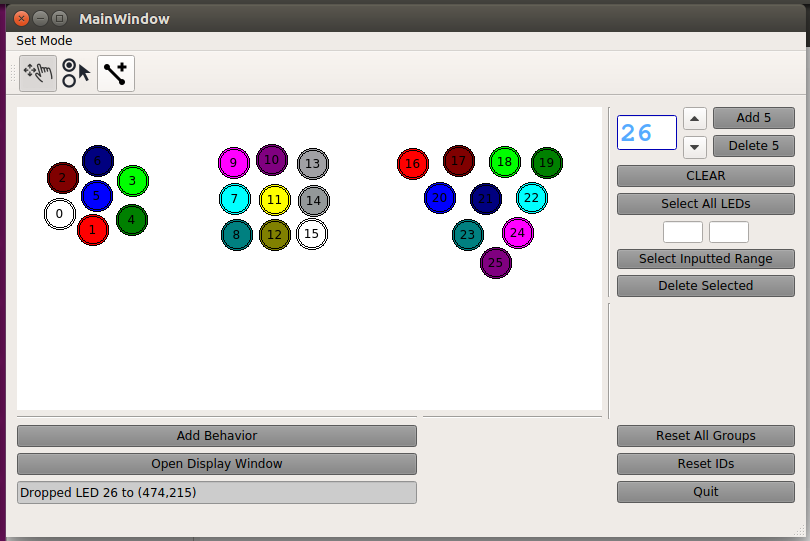 MainWindow
Set Mode
26
Add 5
Delete 5
CLEAR
Select All LEDs
Select Inputted Range
Delete Selected
6
2 3
5
0 4
1
9 10 13
7 11 14
8 12 15
16 17 18 19
20 21 22
23 24
25
Add Behavior
Open Display Window
Dropped LED 26 to (474,215)
Reset All Groups
Reset IDs
Quit